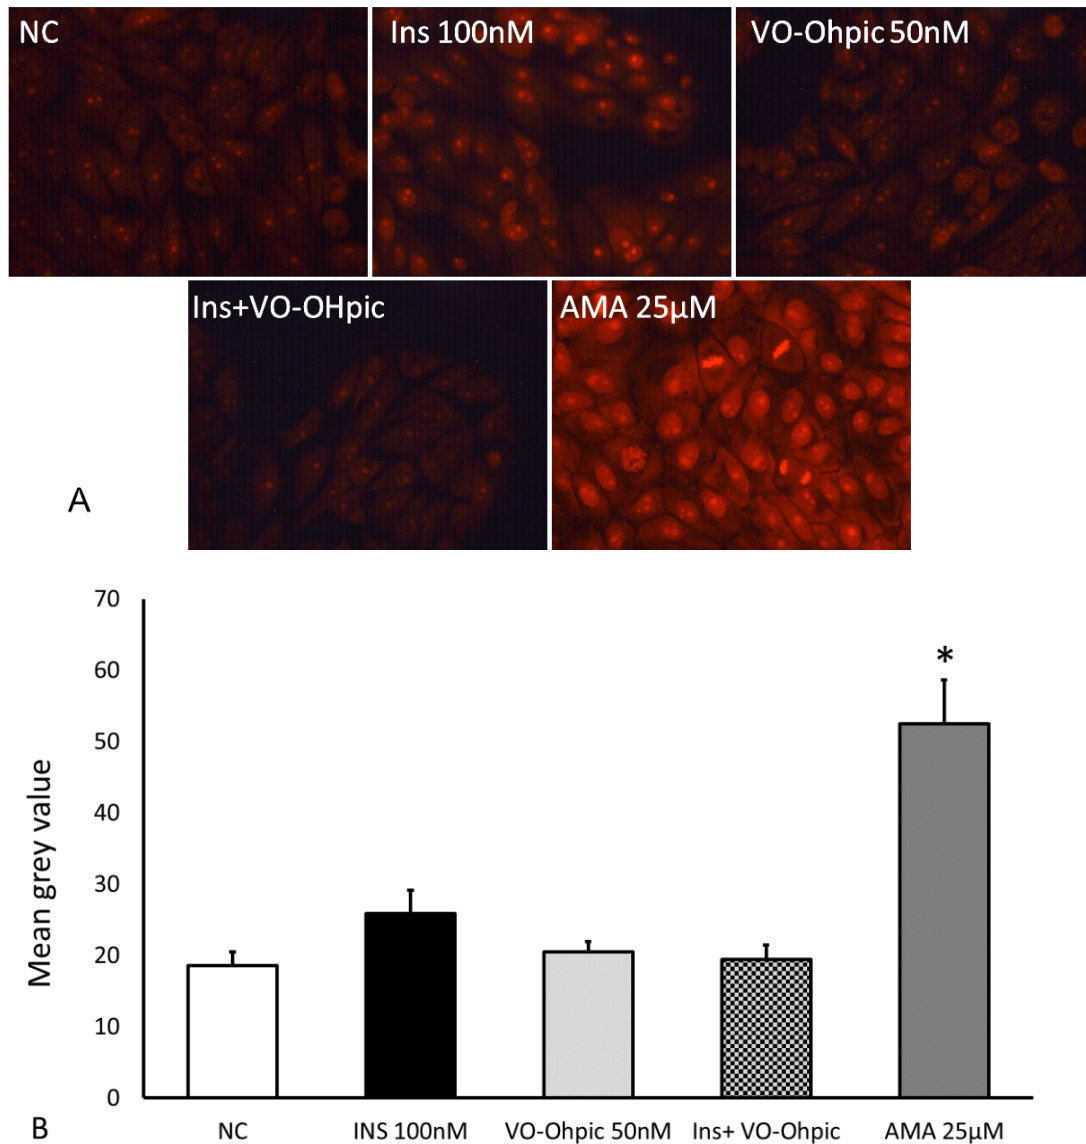 NC
Ins 100nM
VO-Ohpic 50nM
Ins+VO-OHpic
AMA 25µM
A
Mean grey value
70
60
50
40
30
20
10
0
*
NC
INS 100nM
VO-Ohpic 50nM
Ins+ VO-Ohpic
AMA 25µM
B